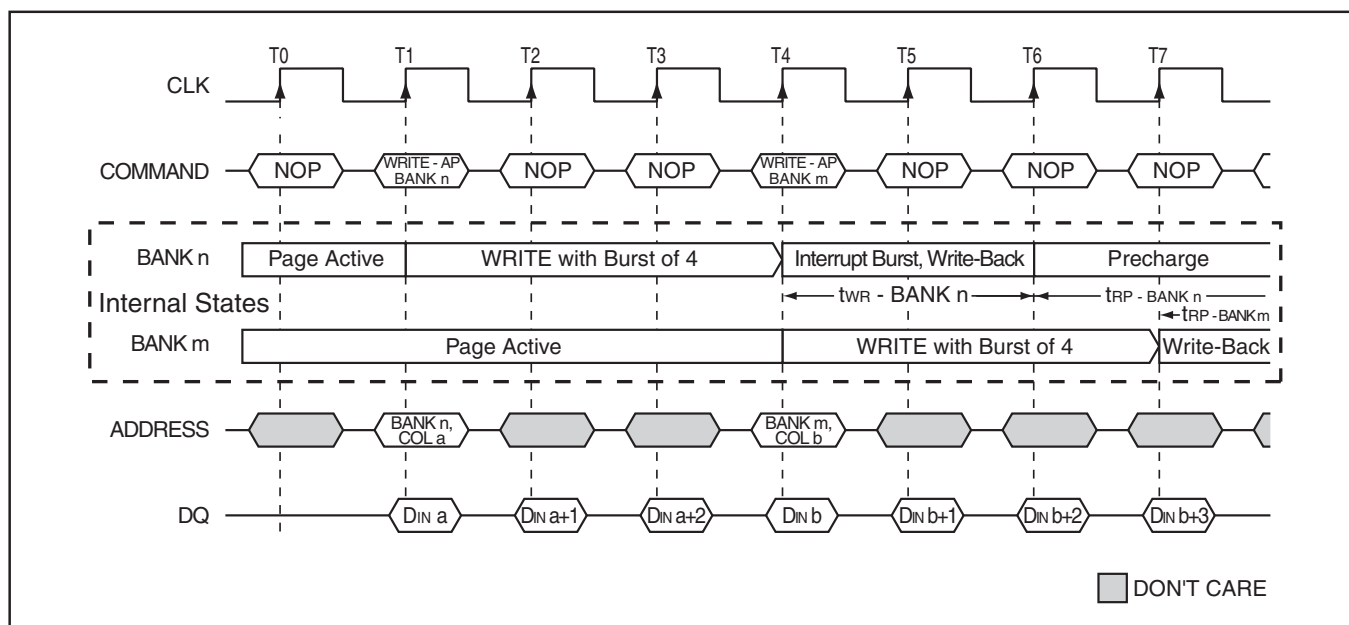 T0 T1 T2 T3 T4 T5 T6 T7
CLK
COMMAND NOP WRITE - AP BANK n NOP NOP WRITE - AP BANK m NOP NOP NOP
BANK n Page Active WRITE with Burst of 4 Interrupt Burst, Write-Back Precharge
Internal States tWR - BANK n tRP - BANK n
tRP - BANK m
BANK m Page Active WRITE with Burst of 4 Write-Back
ADDRESS BANK n, COL a BANK m, COL b
DQ DIN a DIN a+1 DIN a+2 DIN b DIN b+1 DIN b+2 DIN b+3
DON'T CARE